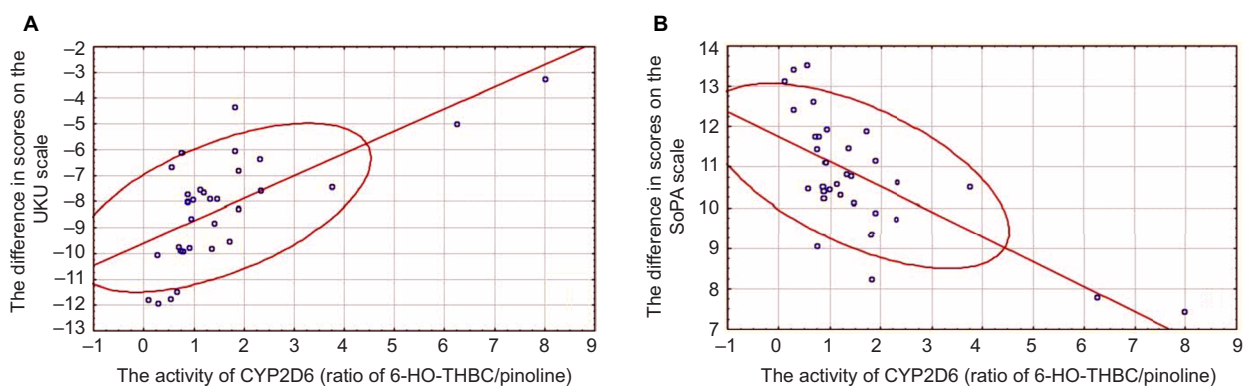 A
The difference in scores on the
UKU scale
−2
−3
−4
−5
−6
−7
−8
−9
−10
−11
−12
−13
−1 0 1 2 3 4 5 6 7 8 9
The activity of CYP2D6 (ratio of 6-HO-THBC/pinoline)
B
The difference in scores on the
SoPA scale
14
13
12
11
10
9
8
7
−1 0 1 2 3 4 5 6 7 8 9
The activity of CYP2D6 (ratio of 6-HO-THBC/pinoline)